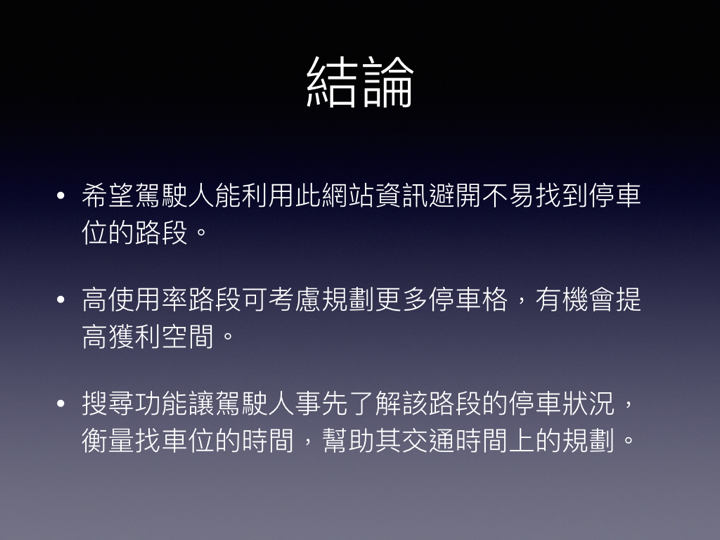 結論
• 希望駕駛人能利用此網站資訊避開不易找到停車
位的路段。
• 高使用率路段可考慮規劃更多停車格，有機會提
高獲利空間。
• 搜尋功能讓駕駛人事先了解該路段的停車狀況，
衡量找車位的時間，幫助其交通時間上的規劃。